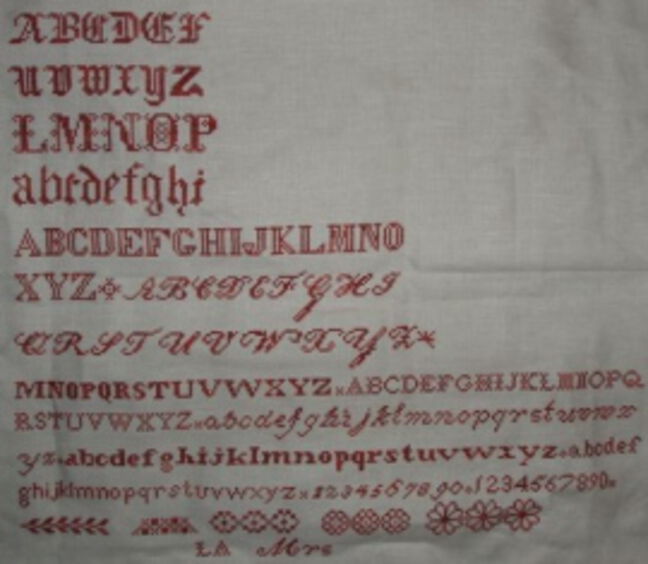 ABCDEF
UVWXYZ
LMNOP
abcdefghi
ABCDEFGHIJKLMNO
XYZ ABCDEFGHI
QRSTUVWXYZ
MNOPQRSTUVWXYZ×ABCDEFGHIJKLMNOPQ
RSTUVWXYZ×abcdefghijklmnopqrstuvwx
yz×abcdefghijklmnopqrstuvwxyz×abcdef
ghijklmnopqrstuvwxyz×1234567890×1234567890×
LA Mrs